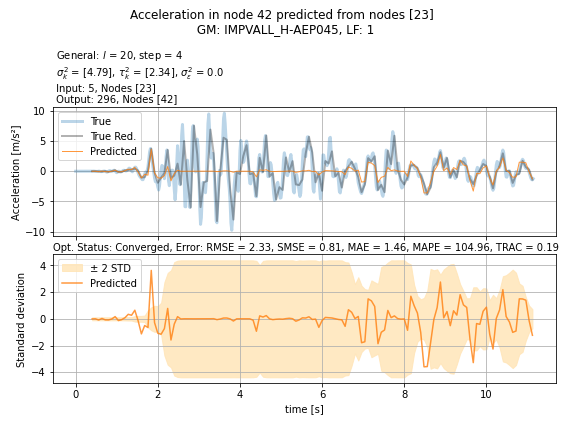 Acceleration in node 42 predicted from nodes [23]
GM: IMPVALL_H-AEP045, LF: 1
General: l = 20, step = 4
σ²ₖ = [4.79], τ²ₖ = [2.34], σ²ₑ = 0.0
Input: 5, Nodes [23]
Output: 296, Nodes [42]
Acceleration [m/s²]
10
5
0
−5
−10
True
True Red.
Predicted
Opt. Status: Converged, Error: RMSE = 2.33, SMSE = 0.81, MAE = 1.46, MAPE = 104.96, TRAC = 0.19
Standard deviation
4
2
0
−2
−4
± 2 STD
Predicted
0 2 4 6 8 10
time [s]